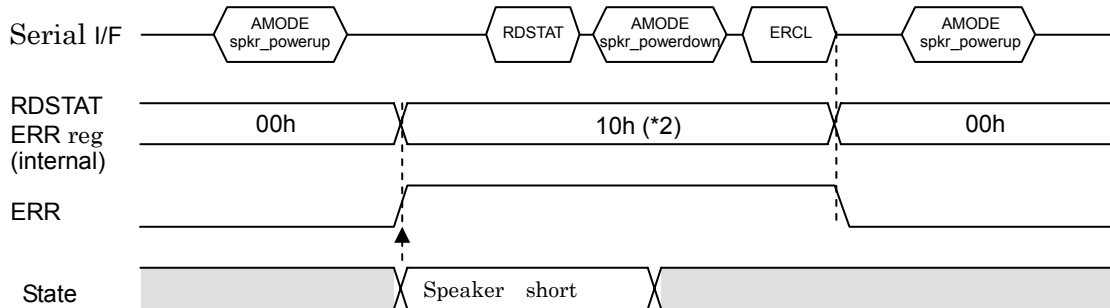 Serial I/F
AMODE
spkr_powerup
RDSTAT
AMODE
spkr_powerdown
ERCL
AMODE
spkr_powerup
RDSTAT
ERR reg
(internal)
00h
10h (*2)
00h
ERR
State
Speaker short